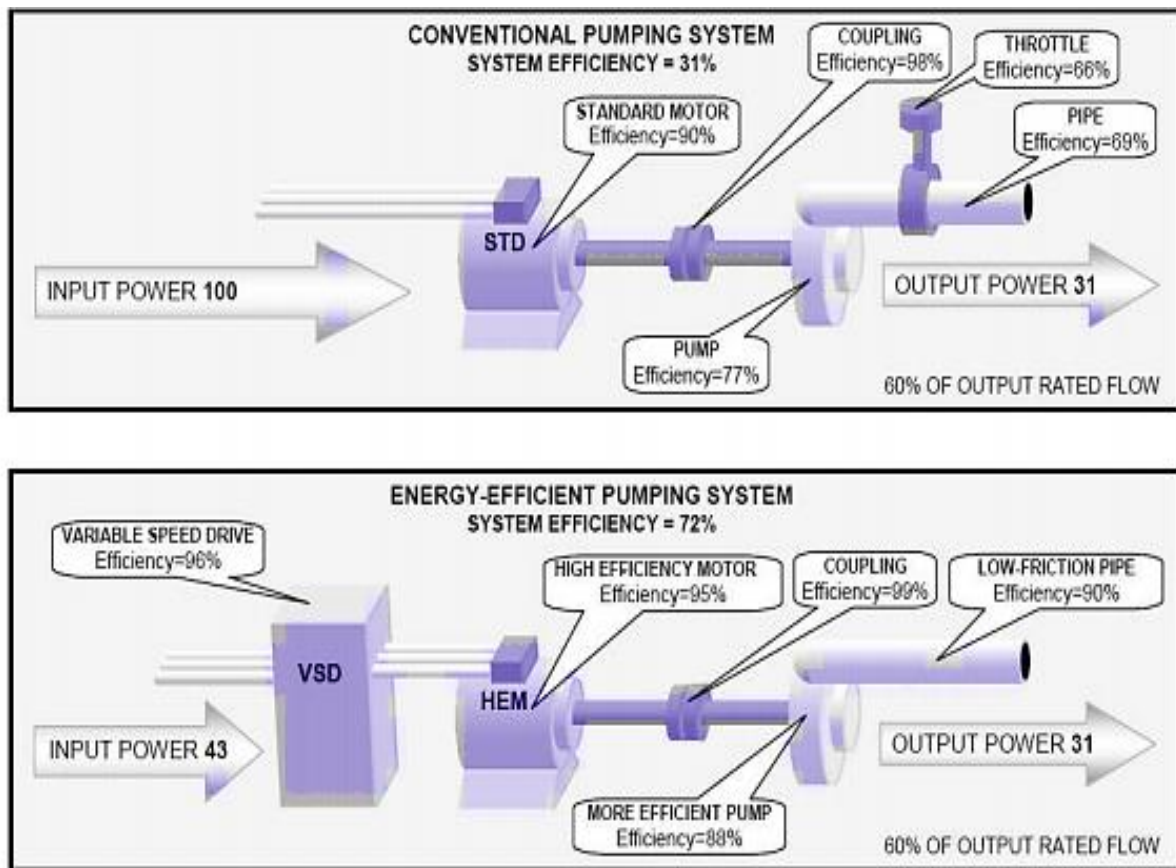 CONVENTIONAL PUMPING SYSTEM
SYSTEM EFFICIENCY = 31%
COUPLING
Efficiency=98%
THROTTLE
Efficiency=66%
STANDARD MOTOR
Efficiency=90%
PIPE
Efficiency=69%
STD
INPUT POWER 100
OUTPUT POWER 31
PUMP
Efficiency=77%
60% OF OUTPUT RATED FLOW
ENERGY-EFFICIENT PUMPING SYSTEM
SYSTEM EFFICIENCY = 72%
VARIABLE SPEED DRIVE
Efficiency=96%
HIGH EFFICIENCY MOTOR
Efficiency=95%
COUPLING
Efficiency=99%
LOW-FRICTION PIPE
Efficiency=90%
VSD
HEM
INPUT POWER 43
OUTPUT POWER 31
MORE EFFICIENT PUMP
Efficiency=88%
60% OF OUTPUT RATED FLOW